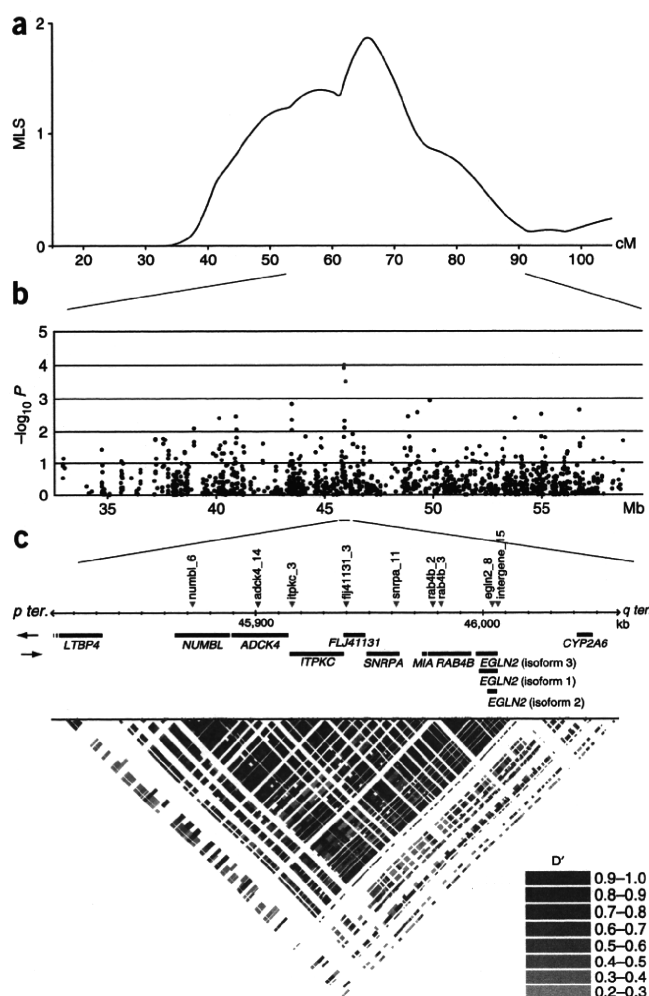 a
2
1
0
MLS
20 30 40 50 60 70 80 90 100 cM
b
5
4
3
2
1
0
–log10 P
35 40 45 50 55 Mb
c
numbl_6
adck4_14
itpkc_3
flj41131_3
snrpa_11
rab4b_2
rab4b_3
egln2_8
intergene_15
p ter. 45,900 46,000 q ter
kb
LTBP4 NUMBL ADCK4 FLJ41131 CYP2A6
ITPKC SNRPA MIA RAB4B EGLN2 (isoform 3)
EGLN2 (isoform 1)
EGLN2 (isoform 2)
D′
0.9–1.0
0.8–0.9
0.7–0.8
0.6–0.7
0.5–0.6
0.4–0.5
0.3–0.4
0.2–0.3